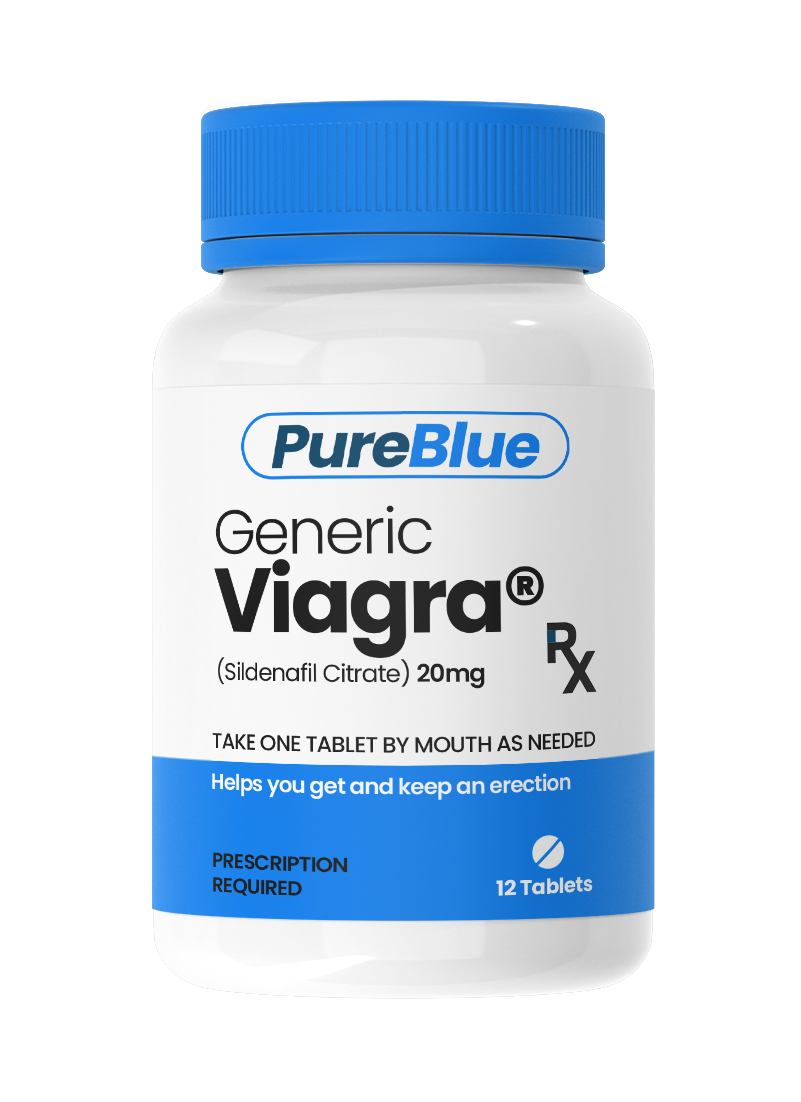 PureBlue
Generic
Viagra®
(Sildenafil Citrate) 20mg
Rx
TAKE ONE TABLET BY MOUTH AS NEEDED
Helps you get and keep an erection
PRESCRIPTION
REQUIRED
12 Tablets